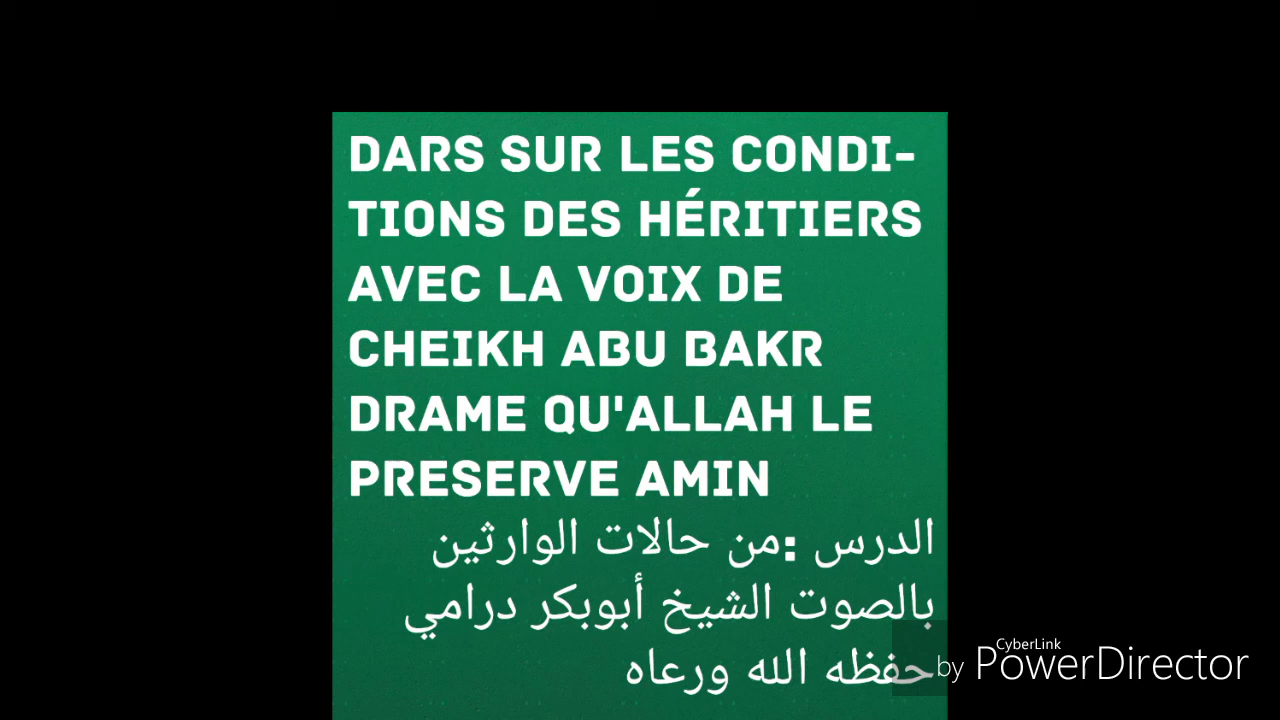 DARS SUR LES CONDI-
TIONS DES HÉRITIERS
AVEC LA VOIX DE
CHEIKH ABU BAKR
DRAME QU'ALLAH LE
PRESERVE AMIN
الدرس :من حالات الوارثين
بالصوت الشيخ أبوبكر درامي
حفظه الله ورعاه
CyberLink
by PowerDirector